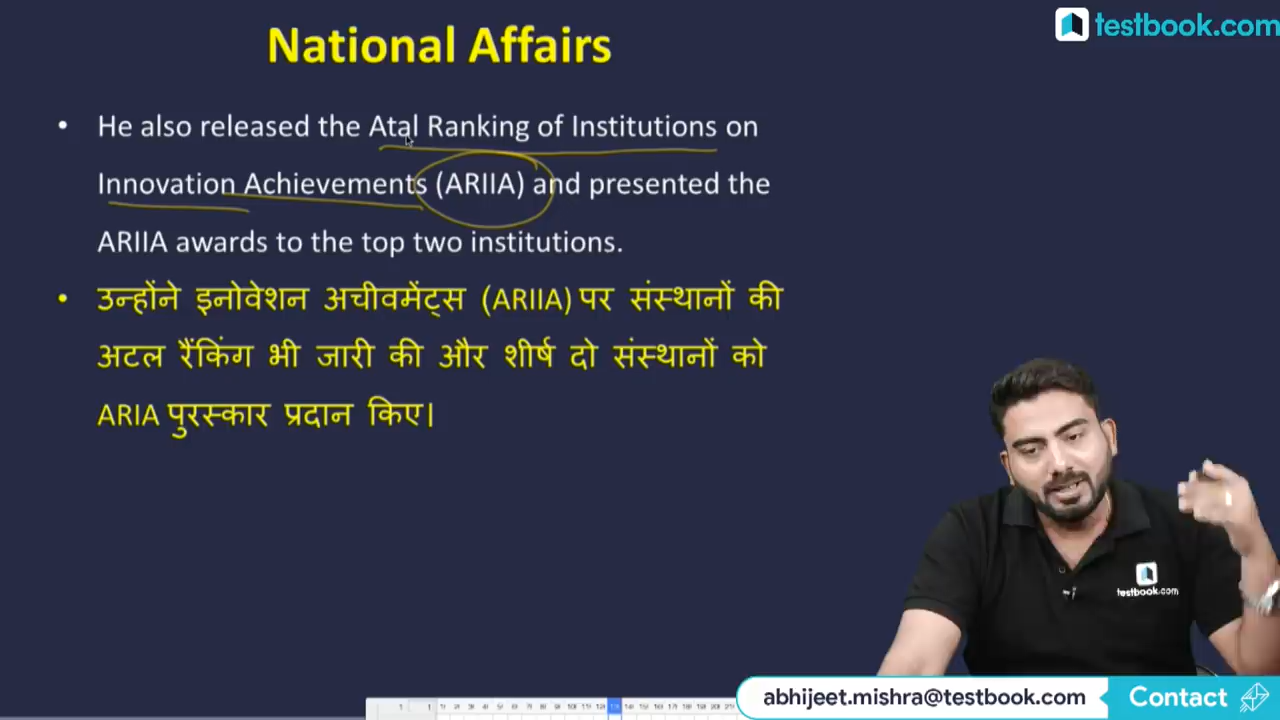 National Affairs
testbook.com
• He also released the Atal Ranking of Institutions on
Innovation Achievements (ARIIA) and presented the
ARIIA awards to the top two institutions.
• उन्होंने इनोवेशन अचीवमेंट्स (ARIIA) पर संस्थानों की
अटल रैंकिंग भी जारी की और शीर्ष दो संस्थानों को
ARIA पुरस्कार प्रदान किए।
testbook.com
abhijeet.mishra@testbook.com Contact